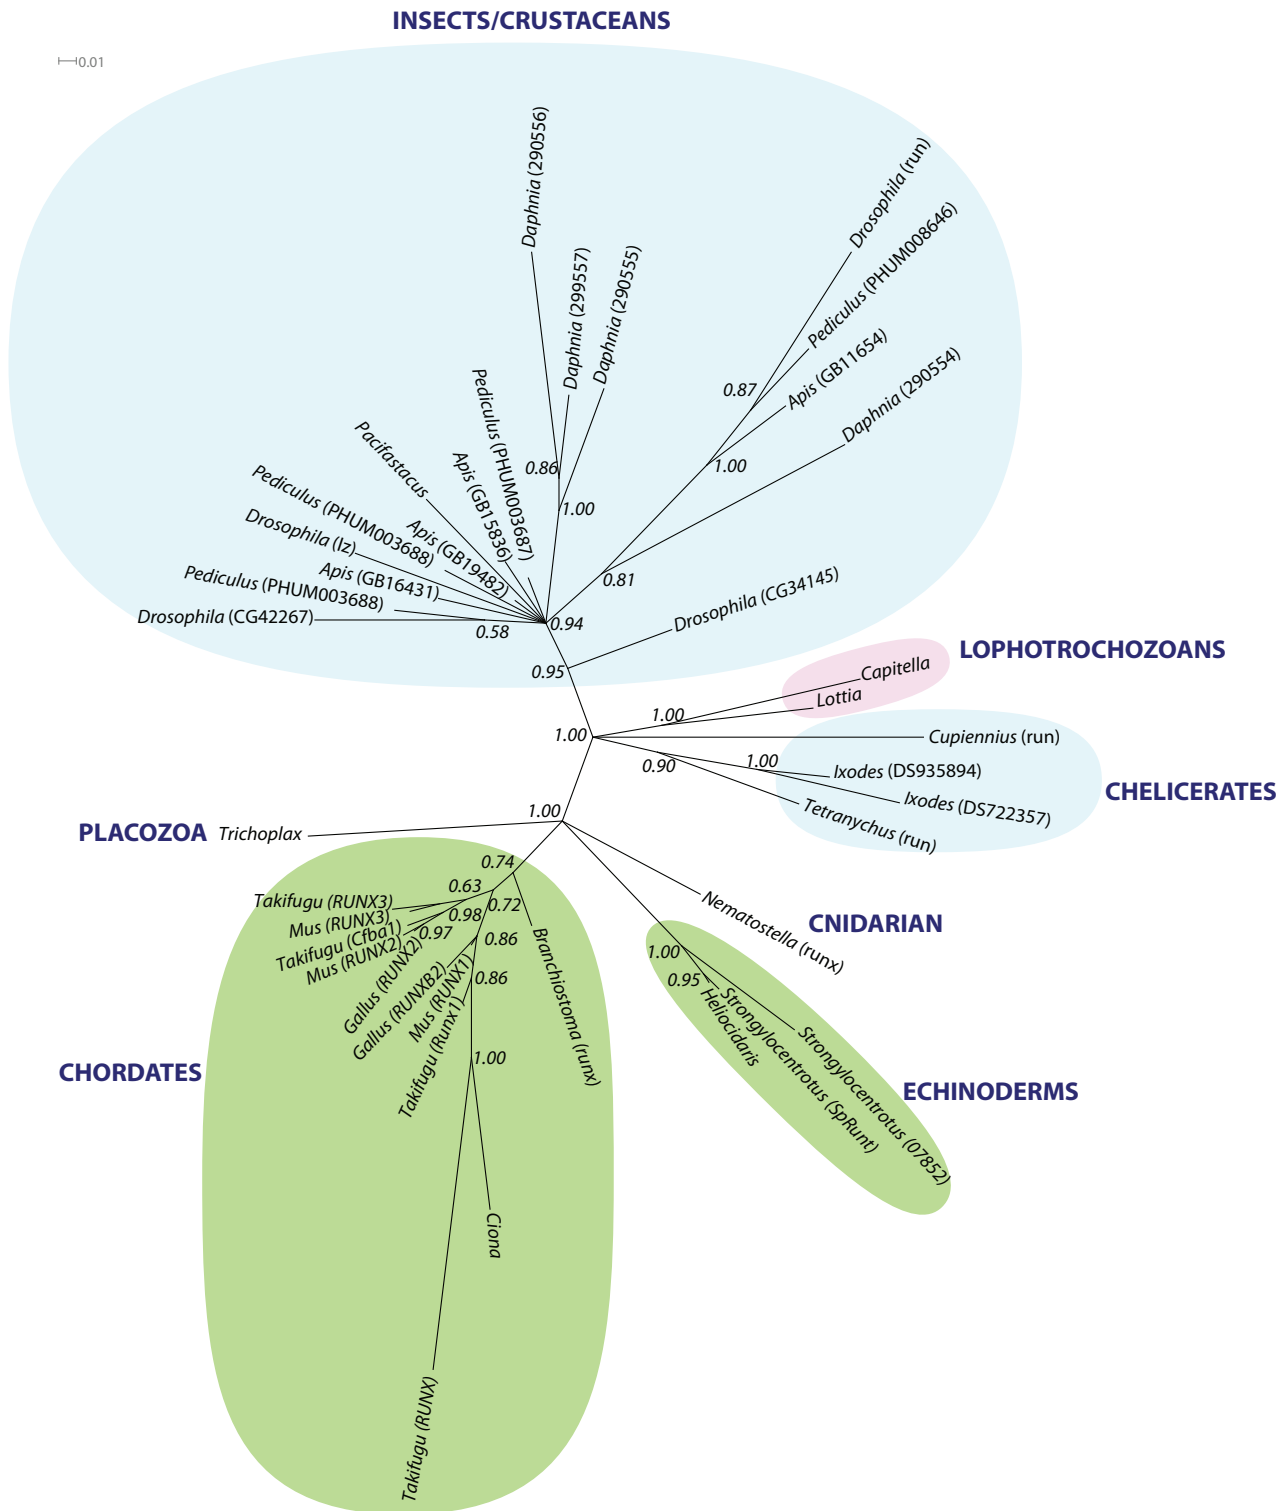 INSECTS/CRUSTACEANS
0.01
Daphnia (290556)
Daphnia (299557)
Daphnia (290555)
Drosophila (run)
Pediculus (PHUM008646)
Apis (GB11654)
Daphnia (290554)
0.87
1.00
0.86
1.00
0.81
Pediculus (PHUM003687)
Apis (GB15836)
Pacifastacus
Apis (GB19482)
Pediculus (PHUM003688)
Drosophila (lz)
Apis (GB16431)
Pediculus (PHUM003688)
Drosophila (CG42267)
0.58
0.94
Drosophila (CG34145)
0.95
LOPHOTROCHOZOANS
Capitella
Lottia
1.00
1.00
Cupiennius (run)
0.90
1.00
Ixodes (DS935894)
Ixodes (DS722357)
Tetranychus (run)
CHELICERATES
1.00
PLACOZOA
Trichoplax
0.74
0.63
0.72
0.98
0.97
Takifugu (RUNX3)
Mus (RUNX3)
Takifugu (Cfba1)
Mus (RUNX2)
Gallus (RUNX2)
Gallus (RUNXB2)
Mus (RUNX1)
Takifugu (Runx1)
0.86
0.86
1.00
Branchiostoma (runx)
Nematostella (runx)
CNIDARIAN
1.00
0.95
Heliocidaris
Strongylocentrotus (SpRunt)
Strongylocentrotus (07852)
ECHINODERMS
CHORDATES
Ciona
Takifugu (RUNX)